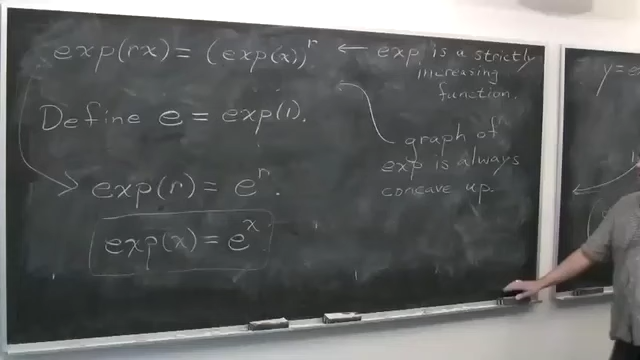 exp(rx) = (exp(x))^r ← exp is a strictly
increasing
function.
Define e = exp(1).
graph of
exp is always
concave up.
exp(r) = e^r.
exp(x) = e^x.
y = e